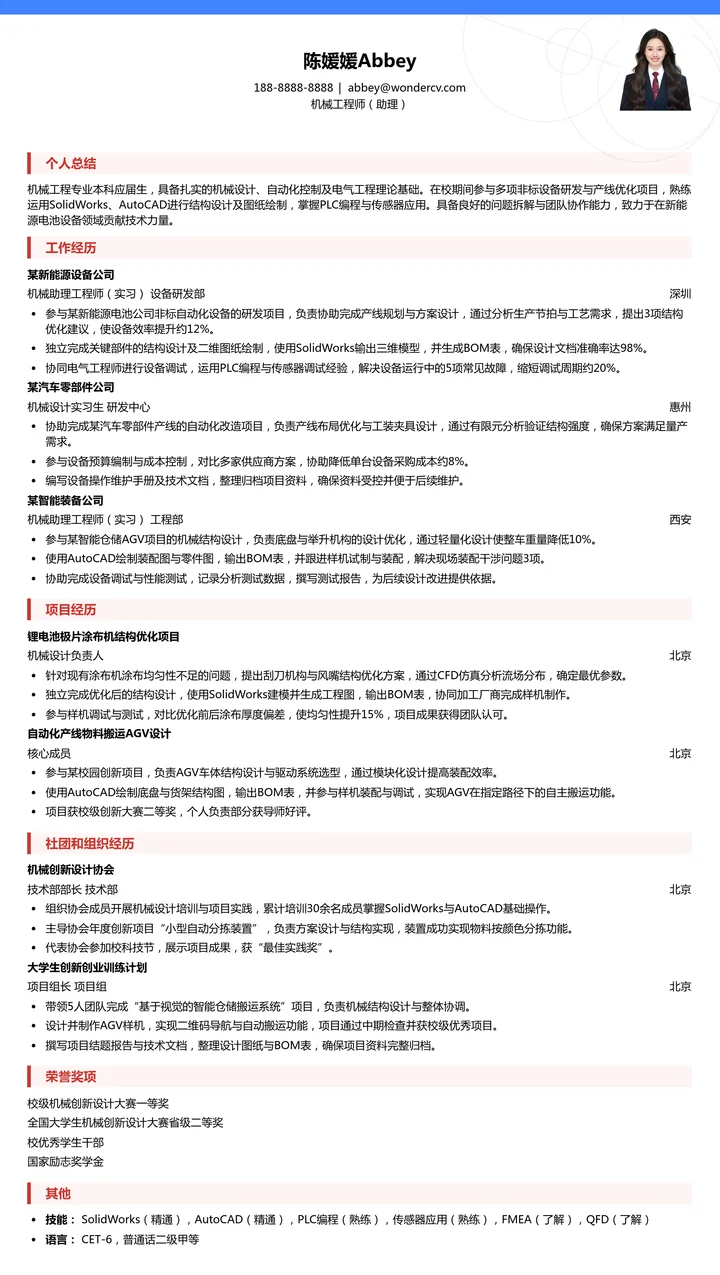 陈媛媛Abbey
188-8888-8888 | abbey@wondercv.com
机械工程师（助理）
个人总结
机械工程专业本科应届生，具备扎实的机械设计、自动化控制及电气工程理论基础。在校期间参与多项非标设备研发与产线优化项目，熟练
运用SolidWorks、AutoCAD进行结构设计及图纸绘制，掌握PLC编程与传感器应用。具备良好的问题拆解与团队协作能力，致力于在新能
源电池设备领域贡献技术力量。
工作经历
某新能源设备公司
机械助理工程师（实习） 设备研发部 深圳
• 参与某新能源电池公司非标自动化设备的研发项目，负责协助完成产线规划与方案设计，通过分析生产节拍与工艺需求，提出3项结构
优化建议，使设备效率提升约12%。
• 独立完成关键部件的结构设计及二维图纸绘制，使用SolidWorks输出三维模型，并生成BOM表，确保设计文档准确率达98%。
• 协同电气工程师进行设备调试，运用PLC编程与传感器调试经验，解决设备运行中的5项常见故障，缩短调试周期约20%。
某汽车零部件公司
机械设计实习生 研发中心 惠州
• 协助完成某汽车零部件产线的自动化改造项目，负责产线布局优化与工装夹具设计，通过有限元分析验证结构强度，确保方案满足量产
需求。
• 参与设备预算编制与成本控制，对比多家供应商方案，协助降低单台设备采购成本约8%。
• 编写设备操作维护手册及技术文档，整理归档项目资料，确保资料受控并便于后续维护。
某智能装备公司
机械助理工程师（实习） 工程部 西安
• 参与某智能仓储AGV项目的机械结构设计，负责底盘与举升机构的设计优化，通过轻量化设计使整车重量降低10%。
• 使用AutoCAD绘制装配图与零件图，输出BOM表，并跟进样机试制与装配，解决现场装配干涉问题3项。
• 协助完成设备调试与性能测试，记录分析测试数据，撰写测试报告，为后续设计改进提供依据。
项目经历
锂电池极片涂布机结构优化项目
机械设计负责人 北京
• 针对现有涂布机涂布均匀性不足的问题，提出刮刀机构与风嘴结构优化方案，通过CFD仿真分析流场分布，确定最优参数。
• 独立完成优化后的结构设计，使用SolidWorks建模并生成工程图，输出BOM表，协同加工厂商完成样机制作。
• 参与样机调试与测试，对比优化前后涂布厚度偏差，使均匀性提升15%，项目成果获得团队认可。
自动化产线物料搬运AGV设计
核心成员 北京
• 参与某校园创新项目，负责AGV车体结构设计与驱动系统选型，通过模块化设计提高装配效率。
• 使用AutoCAD绘制底盘与货架结构图，输出BOM表，并参与样机装配与调试，实现AGV在指定路径下的自主搬运功能。
• 项目获校级创新大赛二等奖，个人负责部分获导师好评。
社团和组织经历
机械创新设计协会
技术部部长 技术部 北京
• 组织协会成员开展机械设计培训与项目实践，累计培训30余名成员掌握SolidWorks与AutoCAD基础操作。
• 主导协会年度创新项目“小型自动分拣装置”，负责方案设计与结构实现，装置成功实现物料按颜色分拣功能。
• 代表协会参加校科技节，展示项目成果，获“最佳实践奖”。
大学生创新创业训练计划
项目组长 项目组 北京
• 带领5人团队完成“基于视觉的智能仓储搬运系统”项目，负责机械结构设计与整体协调。
• 设计并制作AGV样机，实现二维码导航与自动搬运功能，项目通过中期检查并获校级优秀项目。
• 撰写项目结题报告与技术文档，整理设计图纸与BOM表，确保项目资料完整归档。
荣誉奖项
校级机械创新设计大赛一等奖
全国大学生机械创新设计大赛省级二等奖
校优秀学生干部
国家励志奖学金
其他
• 技能： SolidWorks（精通），AutoCAD（精通），PLC编程（熟练），传感器应用（熟练），FMEA（了解），QFD（了解）
• 语言： CET-6，普通话二级甲等